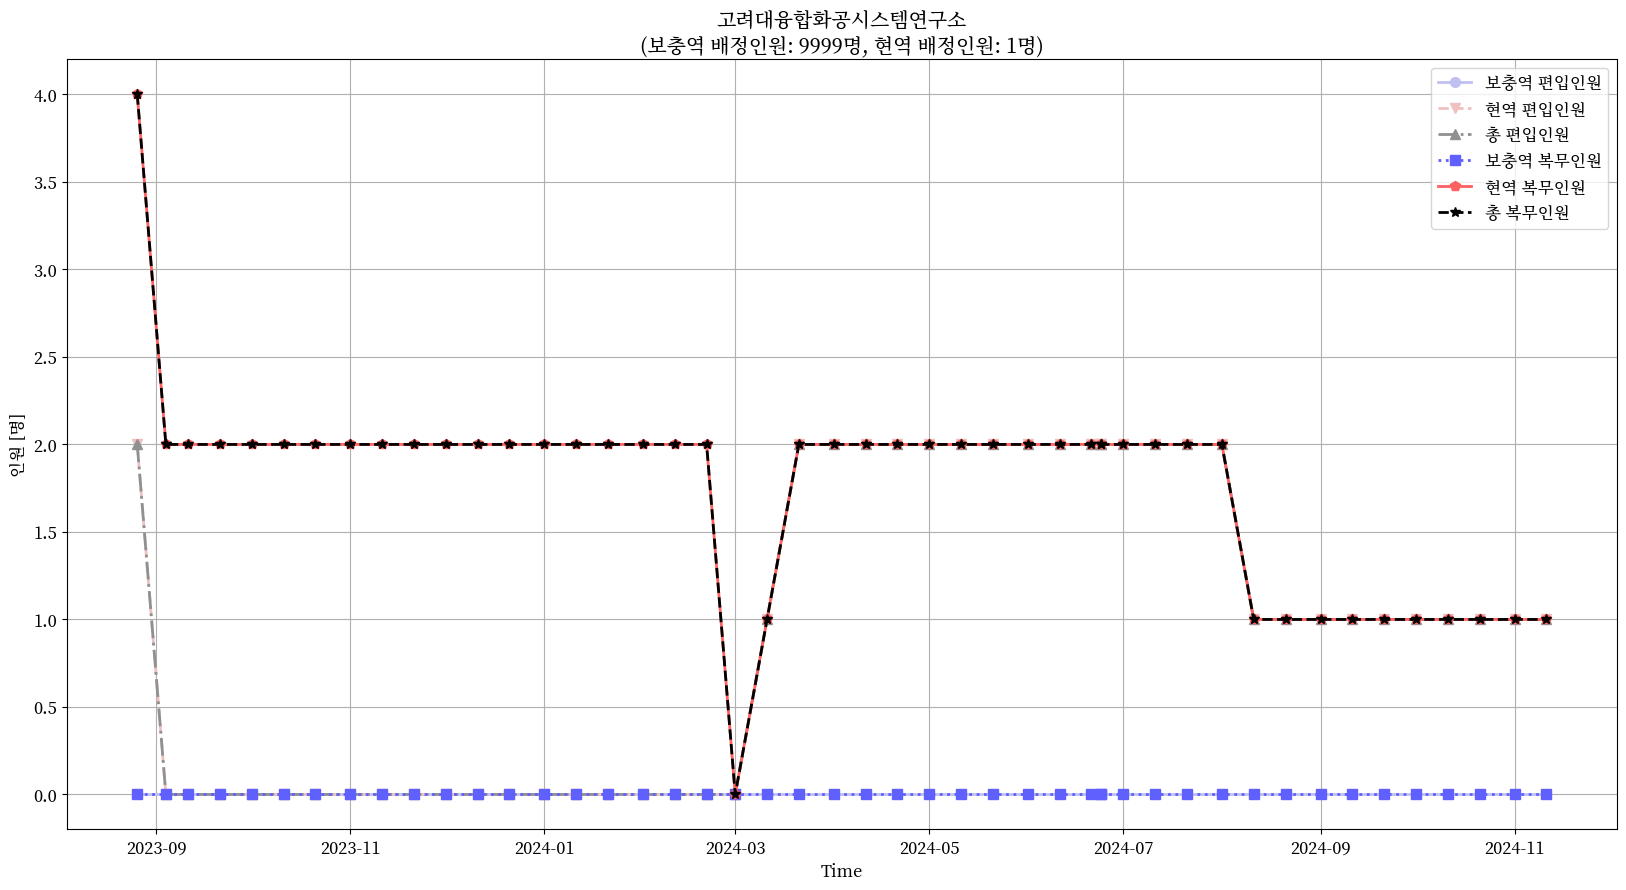 고려대융합화공시스템연구소
(보충역 배정인원: 9999명, 현역 배정인원: 1명)
보충역 편입인원
현역 편입인원
총 편입인원
보충역 복무인원
현역 복무인원
총 복무인원
인원 [명]
4.0
3.5
3.0
2.5
2.0
1.5
1.0
0.5
0.0
2023-09
2023-11
2024-01
2024-03
2024-05
2024-07
2024-09
2024-11
Time